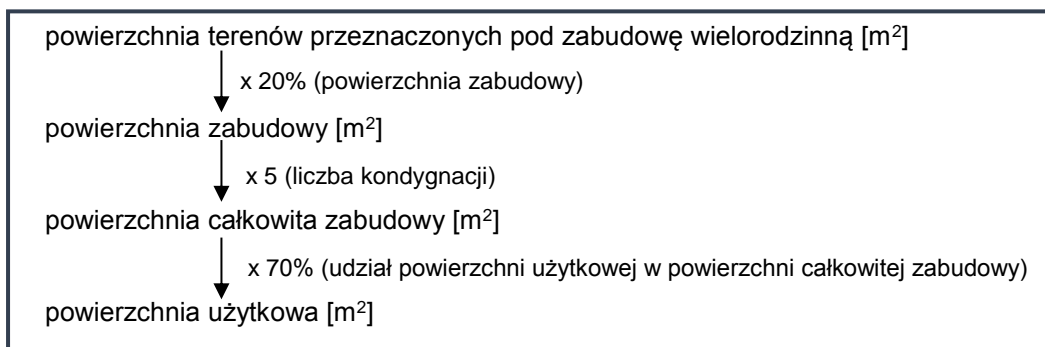 powierzchnia terenów przeznaczonych pod zabudowę wielorodzinną [m²]
x 20% (powierzchnia zabudowy)
powierzchnia zabudowy [m²]
x 5 (liczba kondygnacji)
powierzchnia całkowita zabudowy [m²]
x 70% (udział powierzchni użytkowej w powierzchni całkowitej zabudowy)
powierzchnia użytkowa [m²]